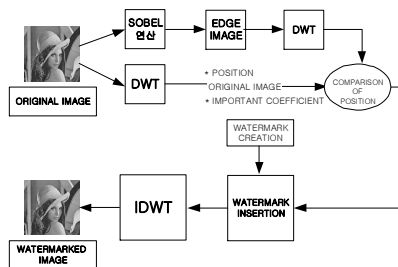 SOBEL
연산
EDGE
IMAGE
DWT
ORIGINAL IMAGE
DWT
* POSITION
ORIGINAL IMAGE
* IMPORTANT COEFFICIENT
COMPARISON
OF
POSITION
WATERMARK
CREATION
WATERMARK
INSERTION
IDWT
WATERMARKED
IMAGE